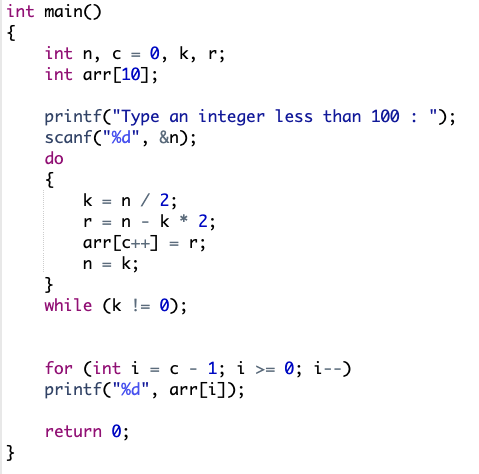 int main()
{
    int n, c = 0, k, r;
    int arr[10];

    printf("Type an integer less than 100 : ");
    scanf("%d", &n);
    do
    {
        k = n / 2;
        r = n - k * 2;
        arr[c++] = r;
        n = k;
    }
    while (k != 0);


    for (int i = c - 1; i >= 0; i--)
    printf("%d", arr[i]);

    return 0;
}